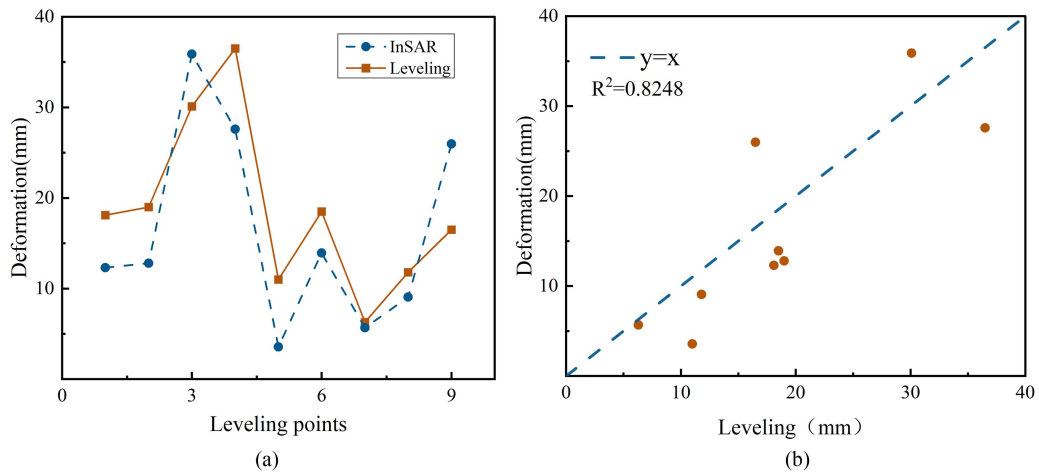 40
30
20
10
0
3
6
9
Deformation(mm)
Leveling points
InSAR
Leveling
(a)
40
30
20
10
0
10
20
30
40
Deformation(mm)
Leveling（mm）
y=x
R²=0.8248
(b)